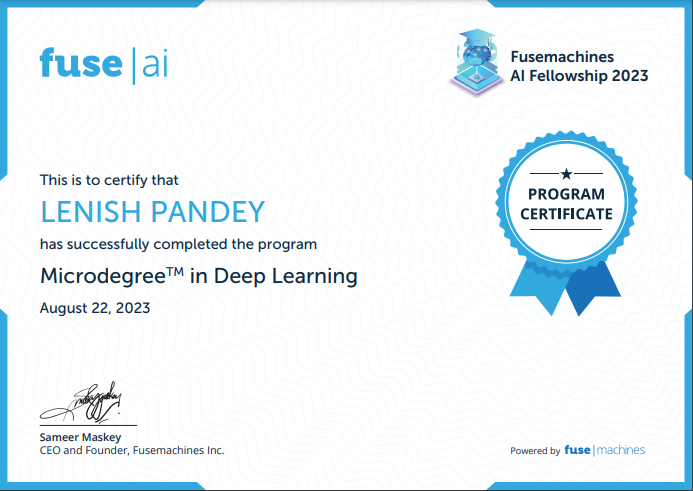 fuse | ai
Fusemachines
AI Fellowship 2023
This is to certify that
LENISH PANDEY
has successfully completed the program
Microdegree™ in Deep Learning
August 22, 2023
PROGRAM
CERTIFICATE
Sameer Maskey
CEO and Founder, Fusemachines Inc.
Powered by fuse|machines